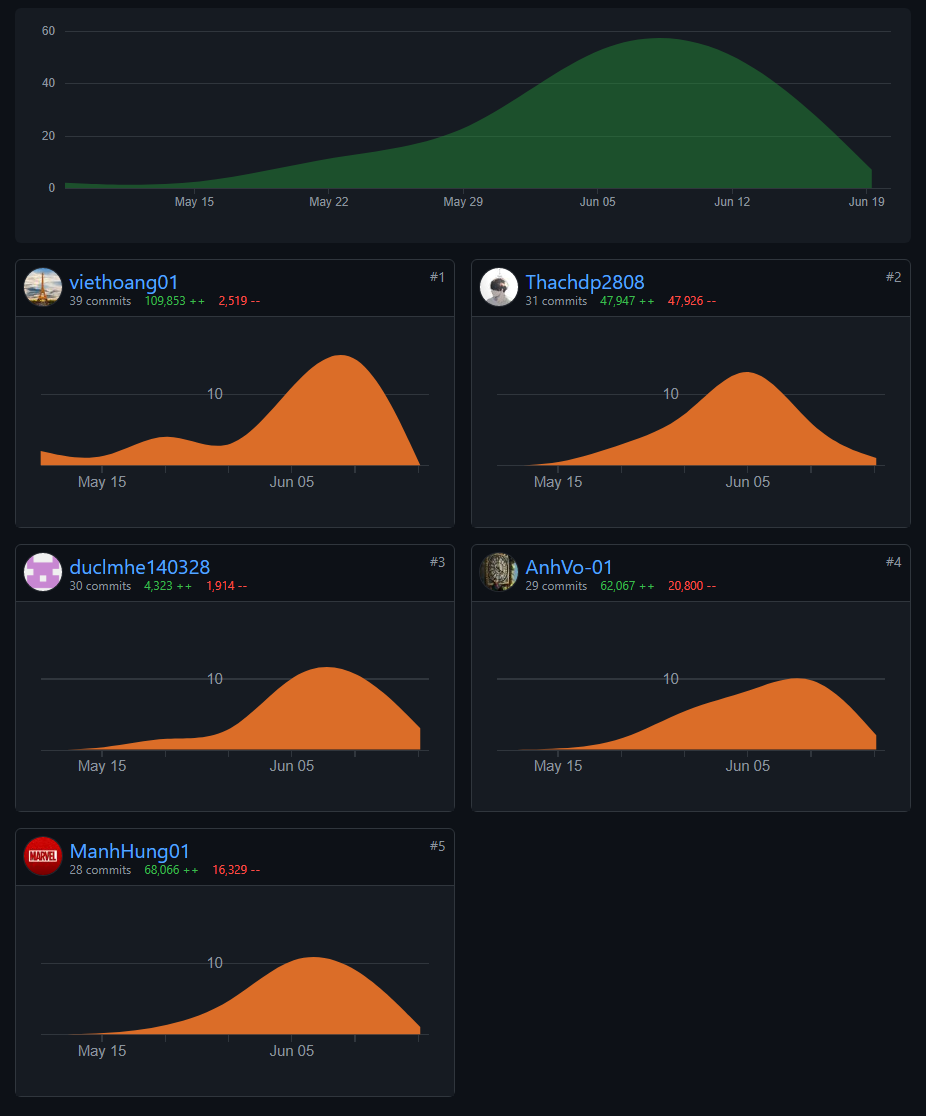 60
40
20
0
May 15 May 22 May 29 Jun 05 Jun 12 Jun 19
viethoang01 #1
39 commits 109,853 ++ 2,519 --
10
May 15 Jun 05
Thachdp2808 #2
31 commits 47,947 ++ 47,926 --
10
May 15 Jun 05
duclmhe140328 #3
30 commits 4,323 ++ 1,914 --
10
May 15 Jun 05
AnhVo-01 #4
29 commits 62,067 ++ 20,800 --
10
May 15 Jun 05
MARVEL
ManhHung01 #5
28 commits 68,066 ++ 16,329 --
10
May 15 Jun 05